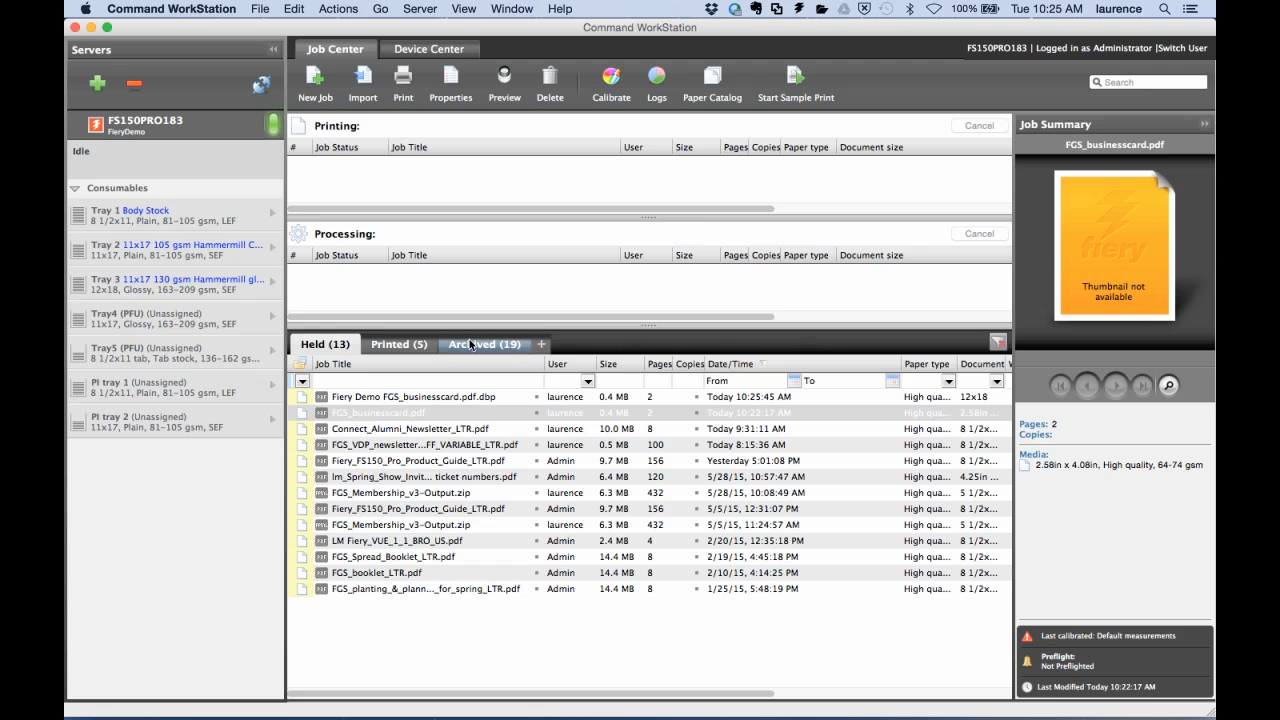 Command WorkStation File Edit Actions Go Server View Window Help 100% Tue 10:25 AM laurence
Command WorkStation
Servers
FS150PRO183
FieryDemo
Idle
Consumables
Tray 1 Body Stock
8 1/2x11, Plain, 81-105 gsm, LEF
Tray 2 11x17 105 gsm Hammermill C...
11x17, Plain, 81-105 gsm, SEF
Tray 3 11x17 130 gsm Hammermill gl...
12x18, Glossy, 163-209 gsm, SEF
Tray4 (PFU) (Unassigned)
11x17, Glossy, 163-209 gsm, SEF
Tray5 (PFU) (Unassigned)
8 1/2x11 tab, Tab stock, 136-162 gs...
PI tray 1 (Unassigned)
8 1/2x11, Plain, 81-105 gsm, LEF
PI tray 2 (Unassigned)
11x17, Plain, 81-105 gsm, SEF
Job Center Device Center
FS150PRO183 | Logged in as Administrator |Switch User
New Job Import Print Properties Preview Delete Calibrate Logs Paper Catalog Start Sample Print
Search
Printing: Cancel
# Job Status Job Title User Size Pages Copies Paper type Document size
Processing: Cancel
# Job Status Job Title User Size Pages Copies Paper type Document size
Held (13) Printed (5) Archived (19) +
Job Title User Size Pages Copies Date/Time Paper type Document W
From To
Fiery Demo FGS_businesscard.pdf.dbp laurence 0.4 MB 2 Today 10:25:45 AM High qua... 12x18
FGS_businesscard.pdf laurence 0.4 MB 2 Today 10:22:17 AM High qua... 2.58in ...
Connect_Alumni_Newsletter_LTR.pdf laurence 10.0 MB 8 Today 9:31:11 AM High qua... 8 1/2x...
FGS_VDP_newsletter...FF_VARIABLE_LTR.pdf laurence 0.5 MB 100 Today 8:15:36 AM High qua... 8 1/2x...
Fiery_FS150_Pro_Product_Guide_LTR.pdf Admin 9.7 MB 156 Yesterday 5:01:08 PM High qua... 8 1/2x...
lm_Spring_Show_Invit... ticket numbers.pdf Admin 6.4 MB 120 5/28/15, 10:57:47 AM High qua... 4.25in ...
FGS_Membership_v3-Output.zip laurence 6.3 MB 432 5/28/15, 10:08:49 AM High qua... 5 1/2x...
Fiery_FS150_Pro_Product_Guide_LTR.pdf Admin 9.7 MB 156 5/5/15, 12:31:07 PM High qua... 8 1/2x...
FGS_Membership_v3-Output.zip laurence 6.3 MB 432 5/5/15, 11:24:57 AM High qua... 5 1/2x...
LM Fiery_VUE_1_1_BRO_US.pdf Admin 2.4 MB 4 2/20/15, 12:35:18 PM High qua... 8 1/2x...
FGS_Spread_Booklet_LTR.pdf Admin 14.4 MB 8 2/19/15, 4:45:18 PM High qua... 8 1/2x...
FGS_booklet_LTR.pdf Admin 14.4 MB 8 2/10/15, 4:14:25 PM High qua... 8 1/2x...
FGS_planting_&_plann..._for_spring_LTR.pdf Admin 14.4 MB 8 1/25/15, 5:48:19 PM High qua... 8 1/2x...
Job Summary
FGS_businesscard.pdf
fiery
Thumbnail not
available
Pages: 2
Copies:
Media:
2.58in x 4.08in, High quality, 64-74 gsm
Last calibrated: Default measurements
Preflight:
Not Preflighted
Last Modified Today 10:22:17 AM